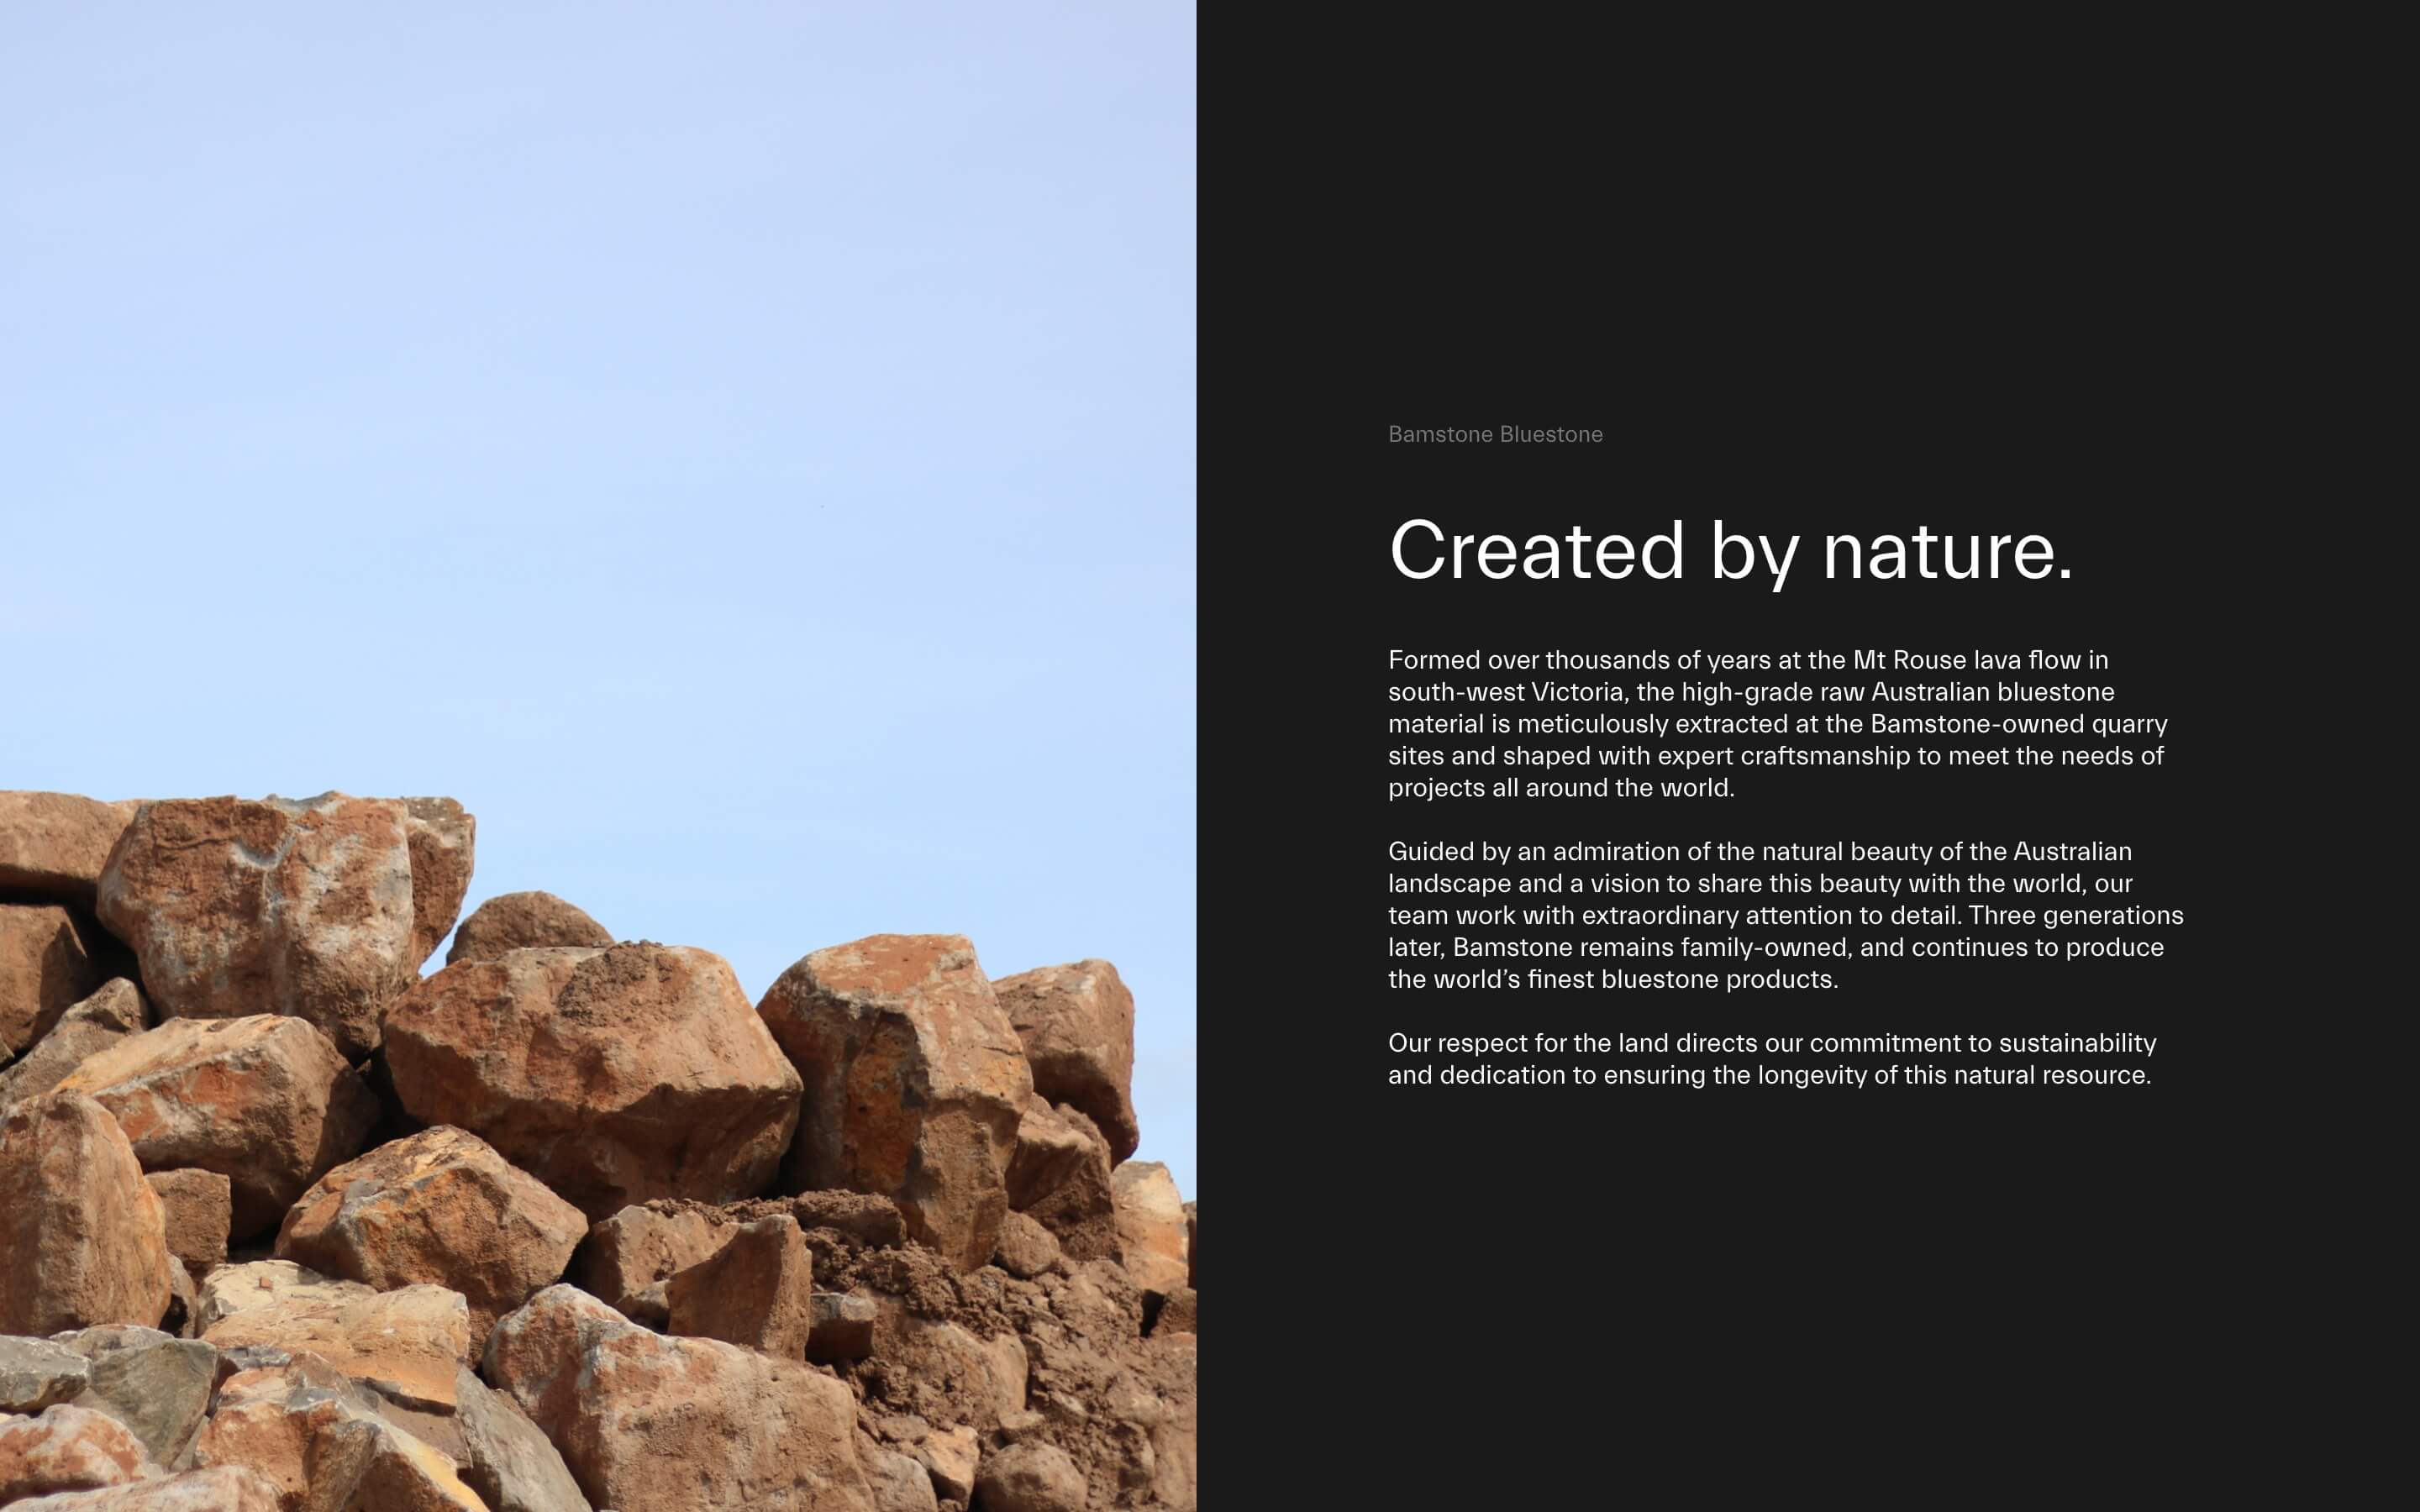 Bamstone Bluestone
Created by nature.
Formed over thousands of years at the Mt Rouse lava flow in
south-west Victoria, the high-grade raw Australian bluestone
material is meticulously extracted at the Bamstone-owned quarry
sites and shaped with expert craftsmanship to meet the needs of
projects all around the world.
Guided by an admiration of the natural beauty of the Australian
landscape and a vision to share this beauty with the world, our
team work with extraordinary attention to detail. Three generations
later, Bamstone remains family-owned, and continues to produce
the world’s finest bluestone products.
Our respect for the land directs our commitment to sustainability
and dedication to ensuring the longevity of this natural resource.